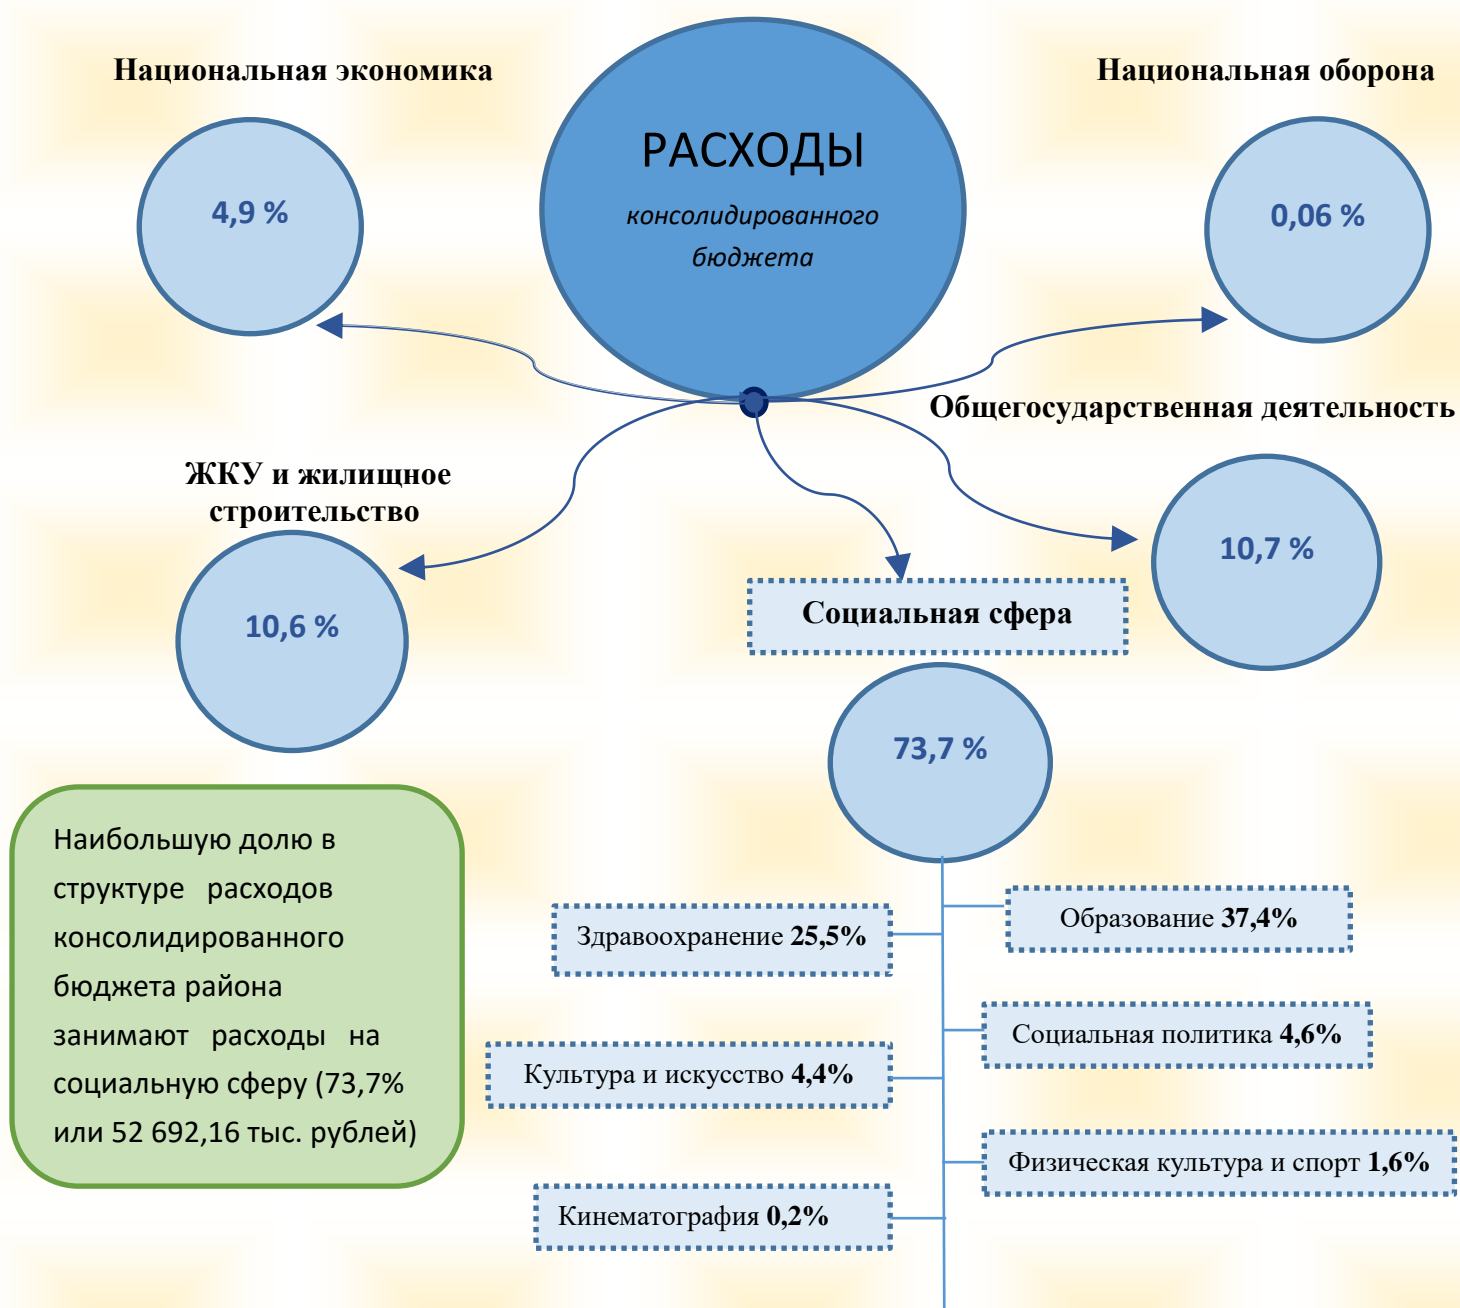 Национальная экономика
Национальная оборона
РАСХОДЫ
консолидированного
бюджета
4,9 %
0,06 %
Общегосударственная деятельность
ЖКУ и жилищное
строительство
10,6 %
10,7 %
Социальная сфера
73,7 %
Наибольшую долю в
структуре расходов
консолидированного
бюджета района
занимают расходы на
социальную сферу (73,7%
или 52 692,16 тыс. рублей)
Образование 37,4%
Здравоохранение 25,5%
Социальная политика 4,6%
Культура и искусство 4,4%
Физическая культура и спорт 1,6%
Кинематография 0,2%